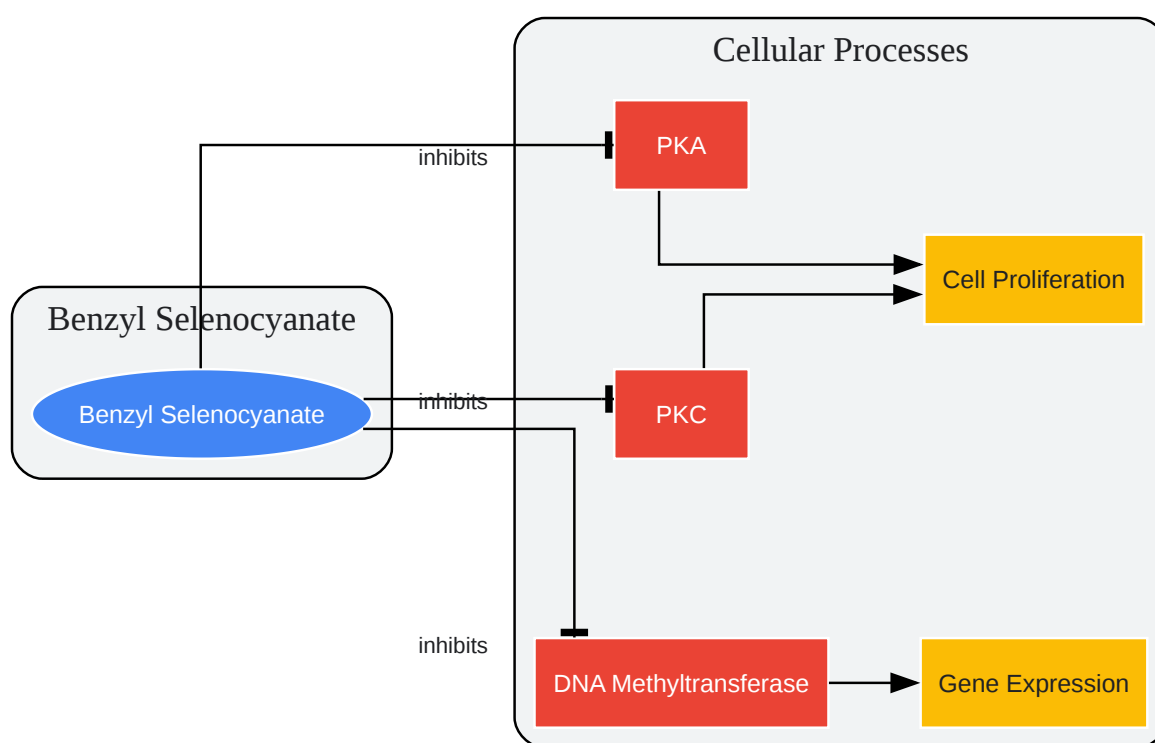 Cellular Processes
PKA
inhibits
Cell Proliferation
Benzyl Selenocyanate
Benzyl Selenocyanate
inhibits
PKC
inhibits
DNA Methyltransferase
Gene Expression